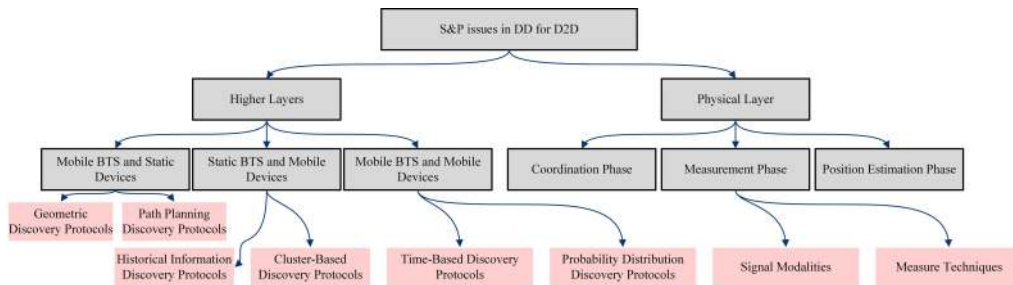 S&P issues in DD for D2D
Higher Layers
Physical Layer
Mobile BTS and Static
Devices
Static BTS and Mobile
Devices
Mobile BTS and Mobile
Devices
Coordination Phase
Measurement Phase
Position Estimation Phase
Geometric
Discovery Protocols
Path Planning
Discovery Protocols
Historical Information
Discovery Protocols
Cluster-Based
Discovery Protocols
Time-Based Discovery
Protocols
Probability Distribution
Discovery Protocols
Signal Modalities
Measure Techniques